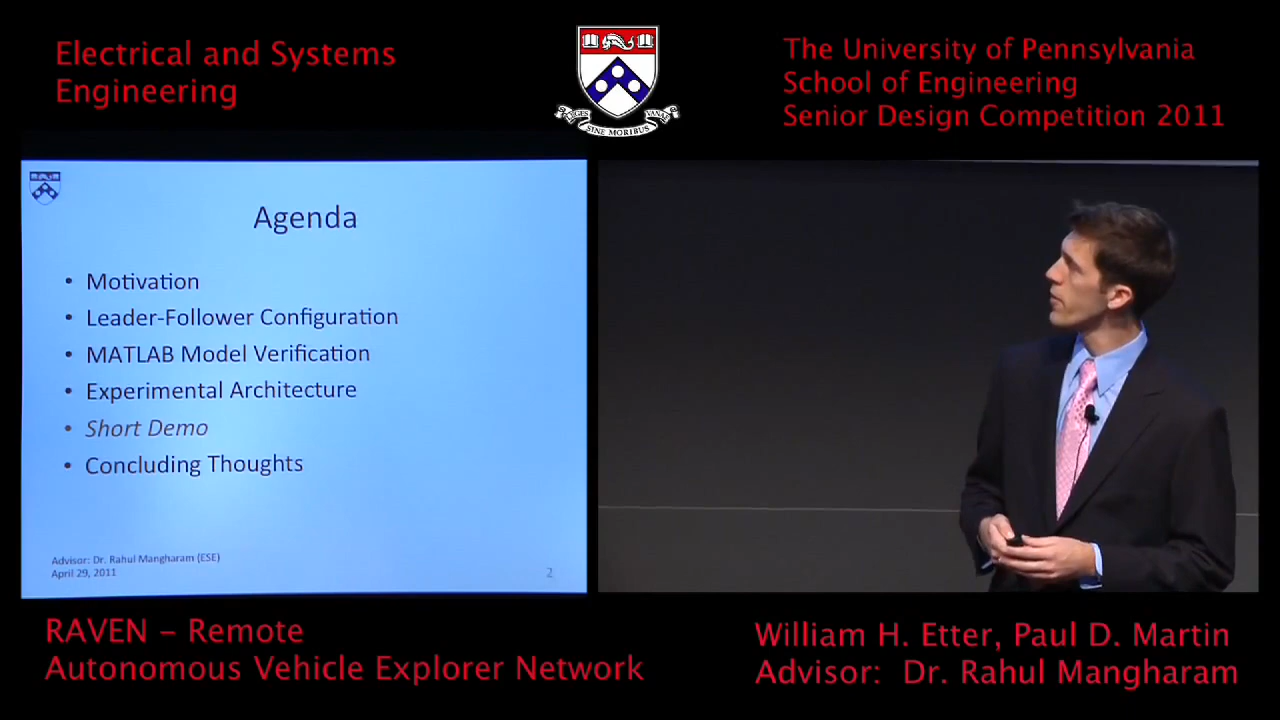 Electrical and Systems
Engineering
SINE MORIBUS
The University of Pennsylvania
School of Engineering
Senior Design Competition 2011
Agenda
• Motivation
• Leader-Follower Configuration
• MATLAB Model Verification
• Experimental Architecture
• Short Demo
• Concluding Thoughts
Advisor: Dr. Rahul Mangharam (ESE)
April 29, 2011
2
RAVEN – Remote
Autonomous Vehicle Explorer Network
William H. Etter, Paul D. Martin
Advisor: Dr. Rahul Mangharam